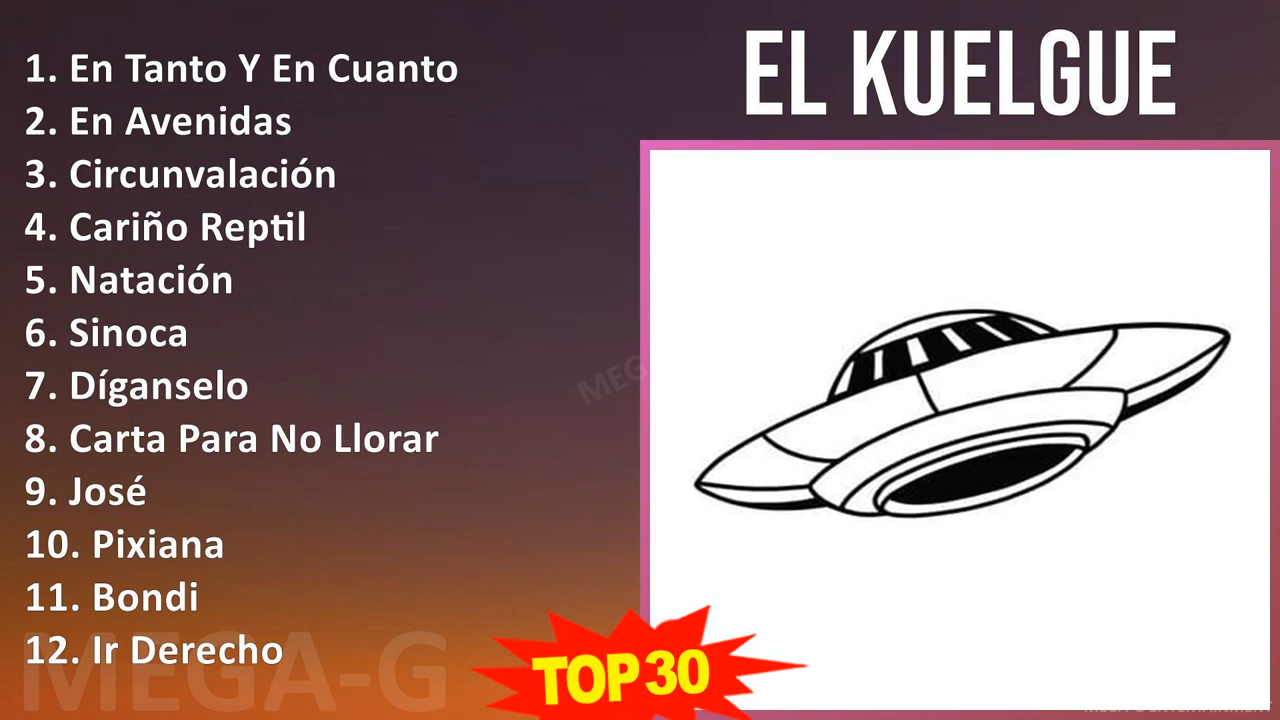 EL KUELGUE
1. En Tanto Y En Cuanto
2. En Avenidas
3. Circunvalación
4. Cariño Reptil
5. Natación
6. Sinoca
7. Díganselo
8. Carta Para No Llorar
9. José
10. Pixiana
11. Bondi
12. Ir Derecho
MEGA-G
TOP 30
MEG